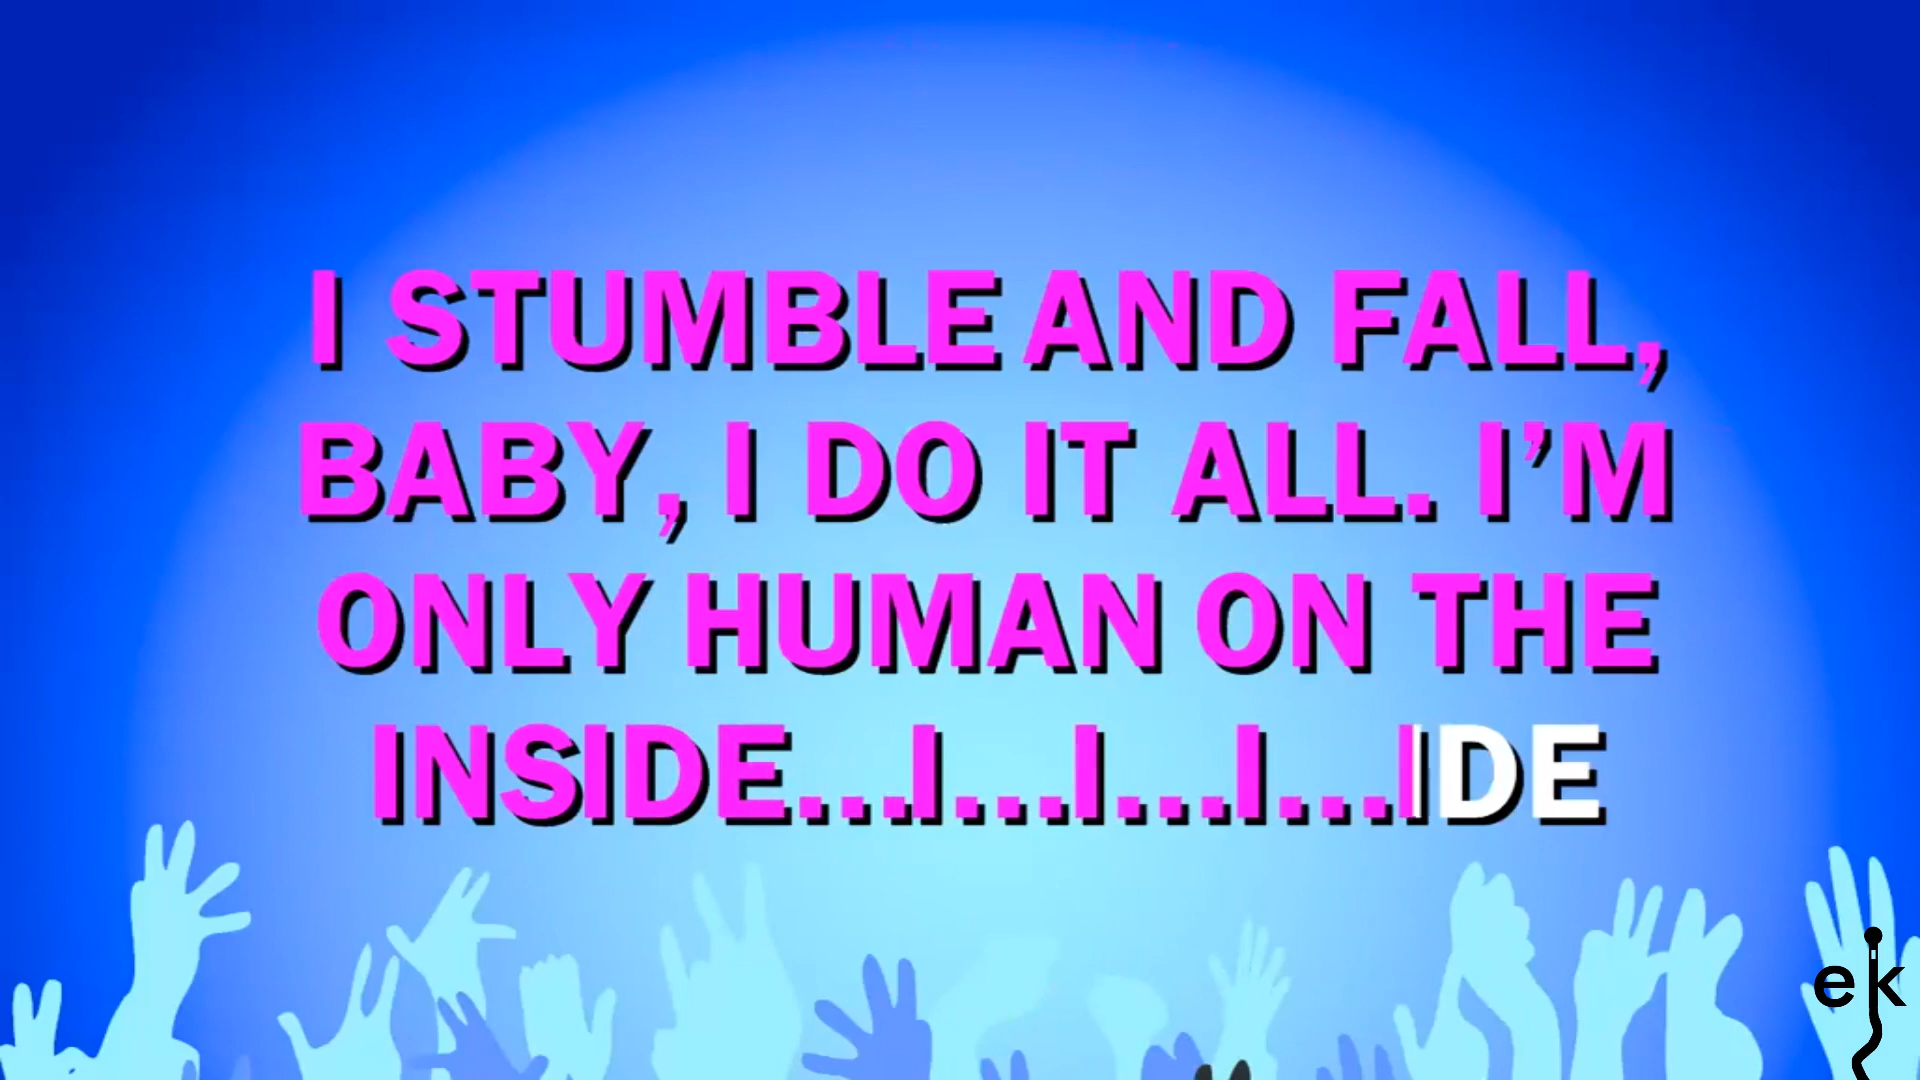 I STUMBLE AND FALL,
BABY, I DO IT ALL. I’M
ONLY HUMAN ON THE
INSIDE...I...I...I...IDE
ek